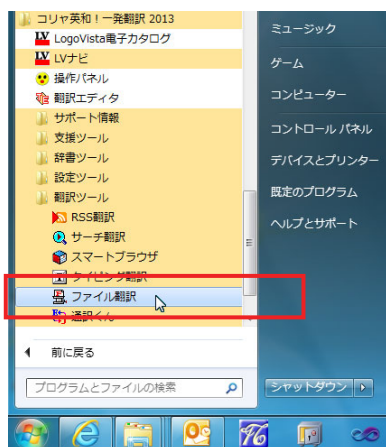 コリャ英和！一発翻訳 2013
LV LogoVista電子カタログ
LV LVナビ
操作パネル
翻訳エディタ
サポート情報
支援ツール
辞書ツール
設定ツール
翻訳ツール
RSS翻訳
サーチ翻訳
スマートブラウザ
タイピング翻訳
ファイル翻訳
通訳くん
前に戻る
プログラムとファイルの検索
ミュージック
ゲーム
コンピューター
コントロール パネル
デバイスとプリンター
既定のプログラム
ヘルプとサポート
シャットダウン